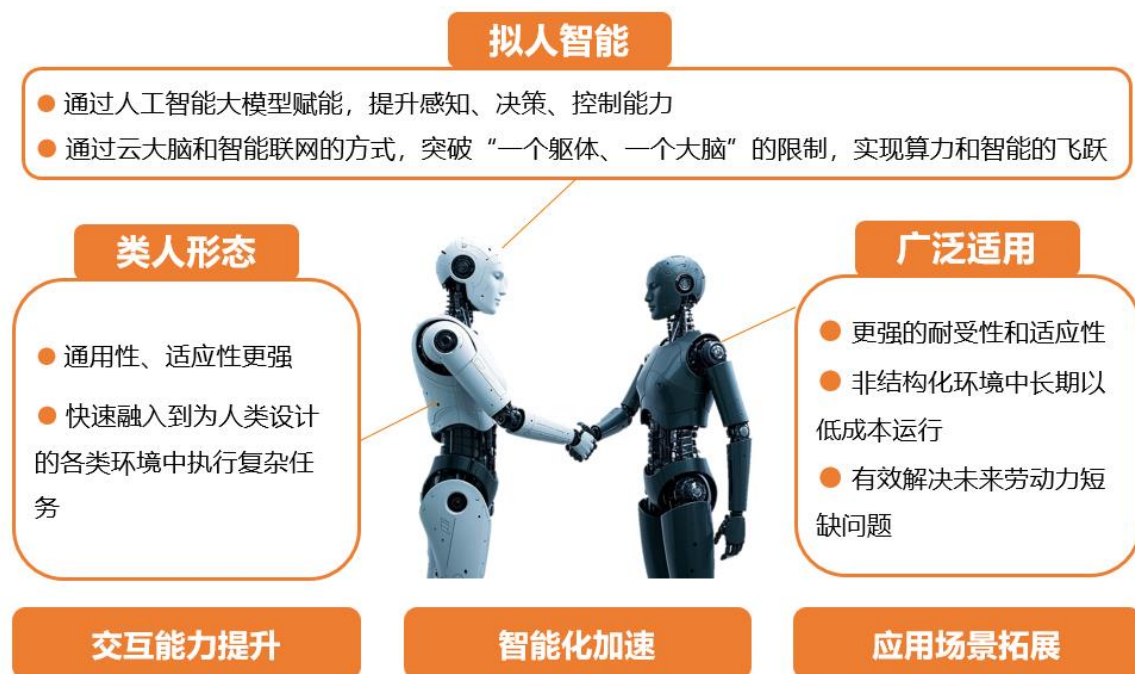 拟人智能
● 通过人工智能大模型赋能，提升感知、决策、控制能力
● 通过云大脑和智能联网的方式，突破“一个躯体、一个大脑”的限制，实现算力和智能的飞跃
类人形态
● 通用性、适应性更强
● 快速融入到为人类设计
的各类环境中执行复杂任
务
广泛适用
● 更强的耐受性和适应性
● 非结构化环境中长期以
低成本运行
● 有效解决未来劳动力短
缺问题
交互能力提升
智能化加速
应用场景拓展